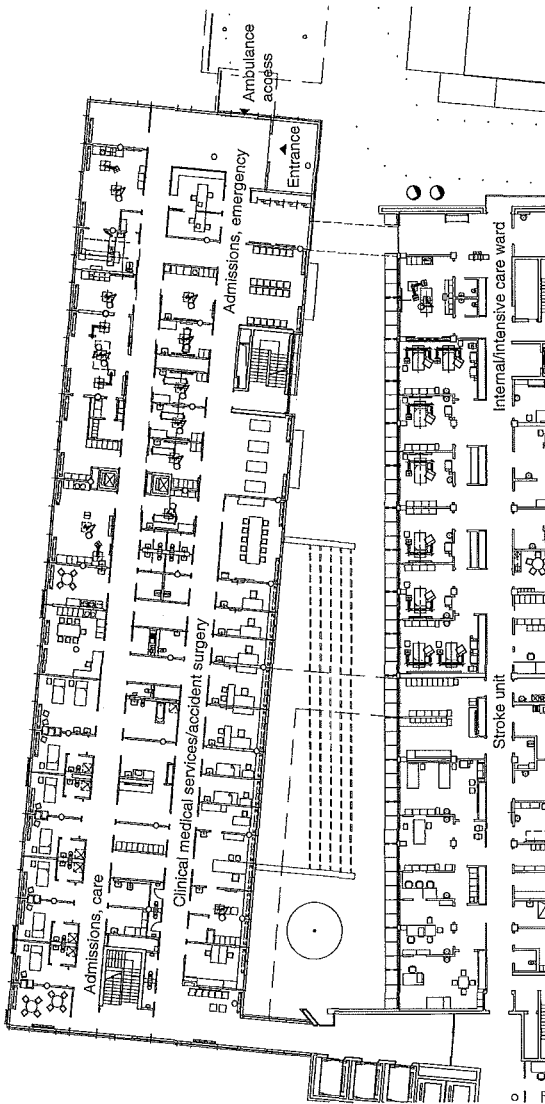 Ambulance
access
Entrance
Admissions, emergency
Internal/intensive care ward
Clinical medical services/accident surgery
Stroke unit
Admissions, care